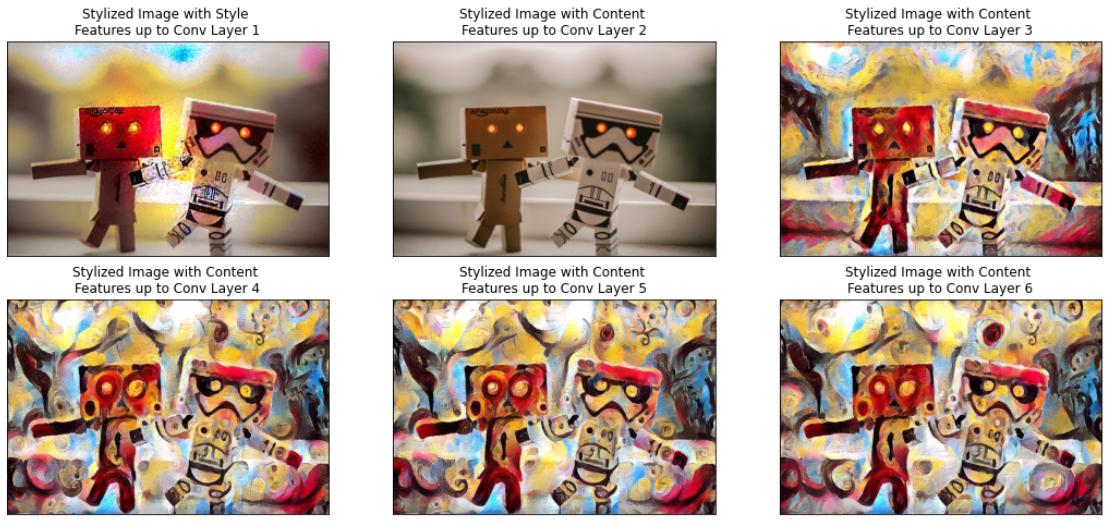 Stylized Image with Style
Features up to Conv Layer 1
Stylized Image with Content
Features up to Conv Layer 2
Stylized Image with Content
Features up to Conv Layer 3
Stylized Image with Content
Features up to Conv Layer 4
Stylized Image with Content
Features up to Conv Layer 5
Stylized Image with Content
Features up to Conv Layer 6